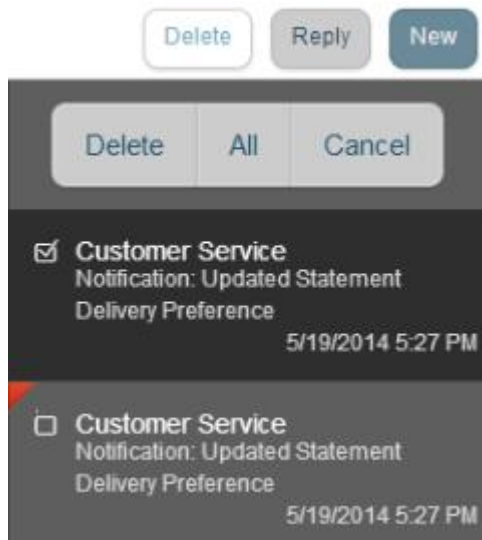 Delete Reply New
Delete All Cancel
Customer Service
Notification: Updated Statement
Delivery Preference
5/19/2014 5:27 PM
Customer Service
Notification: Updated Statement
Delivery Preference
5/19/2014 5:27 PM